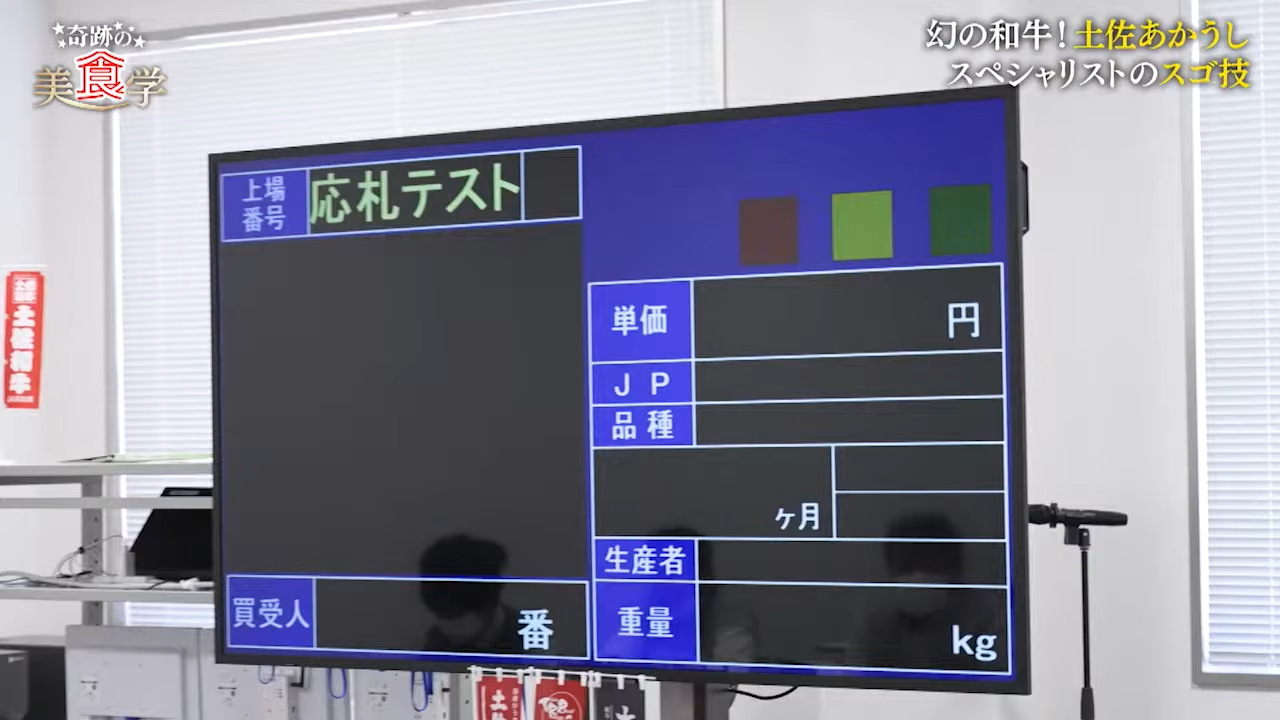 奇跡の
美食学
幻の和牛!土佐あかうし
スペシャリストのスゴ技
上場
番号
応札テスト
単価
円
JP
品種
ヶ月
生産者
買受人
番
重量
kg
土佐和牛